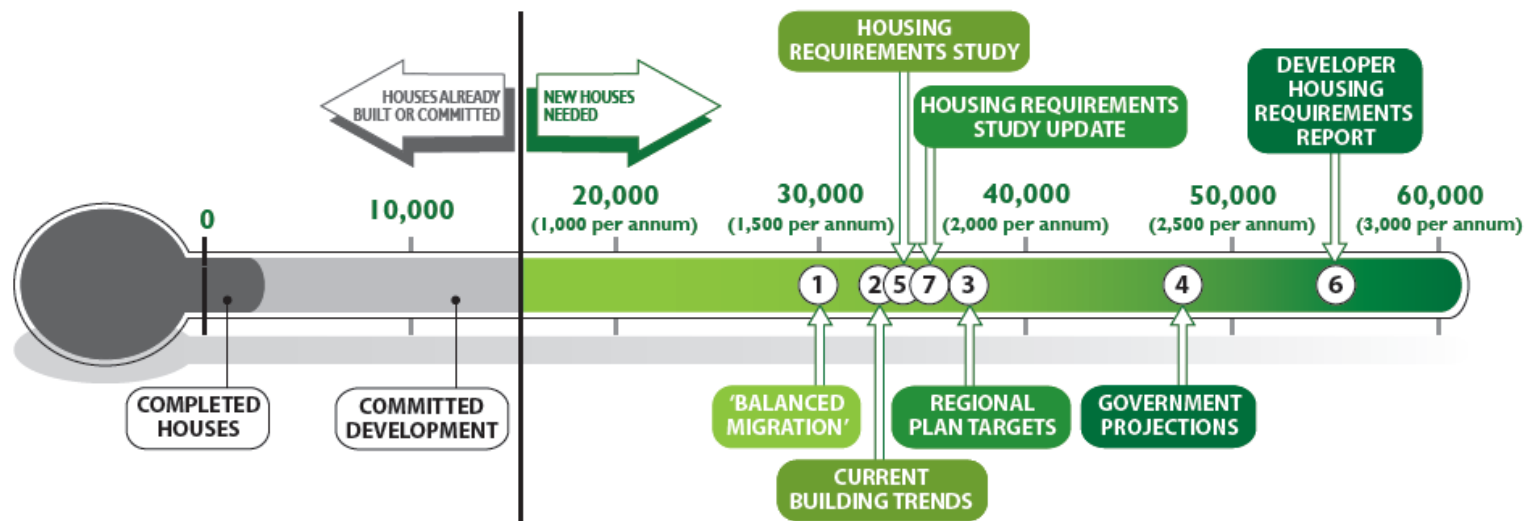 HOUSING
REQUIREMENTS STUDY
HOUSES ALREADY
BUILT OR COMMITTED
NEW HOUSES
NEEDED
HOUSING REQUIREMENTS
STUDY UPDATE
DEVELOPER
HOUSING
REQUIREMENTS
REPORT
0
10,000
20,000
(1,000 per annum)
30,000
(1,500 per annum)
40,000
(2,000 per annum)
50,000
(2,500 per annum)
60,000
(3,000 per annum)
1
2
5
7
3
4
6
COMPLETED
HOUSES
COMMITTED
DEVELOPMENT
‘BALANCED
MIGRATION’
REGIONAL
PLAN TARGETS
GOVERNMENT
PROJECTIONS
CURRENT
BUILDING TRENDS